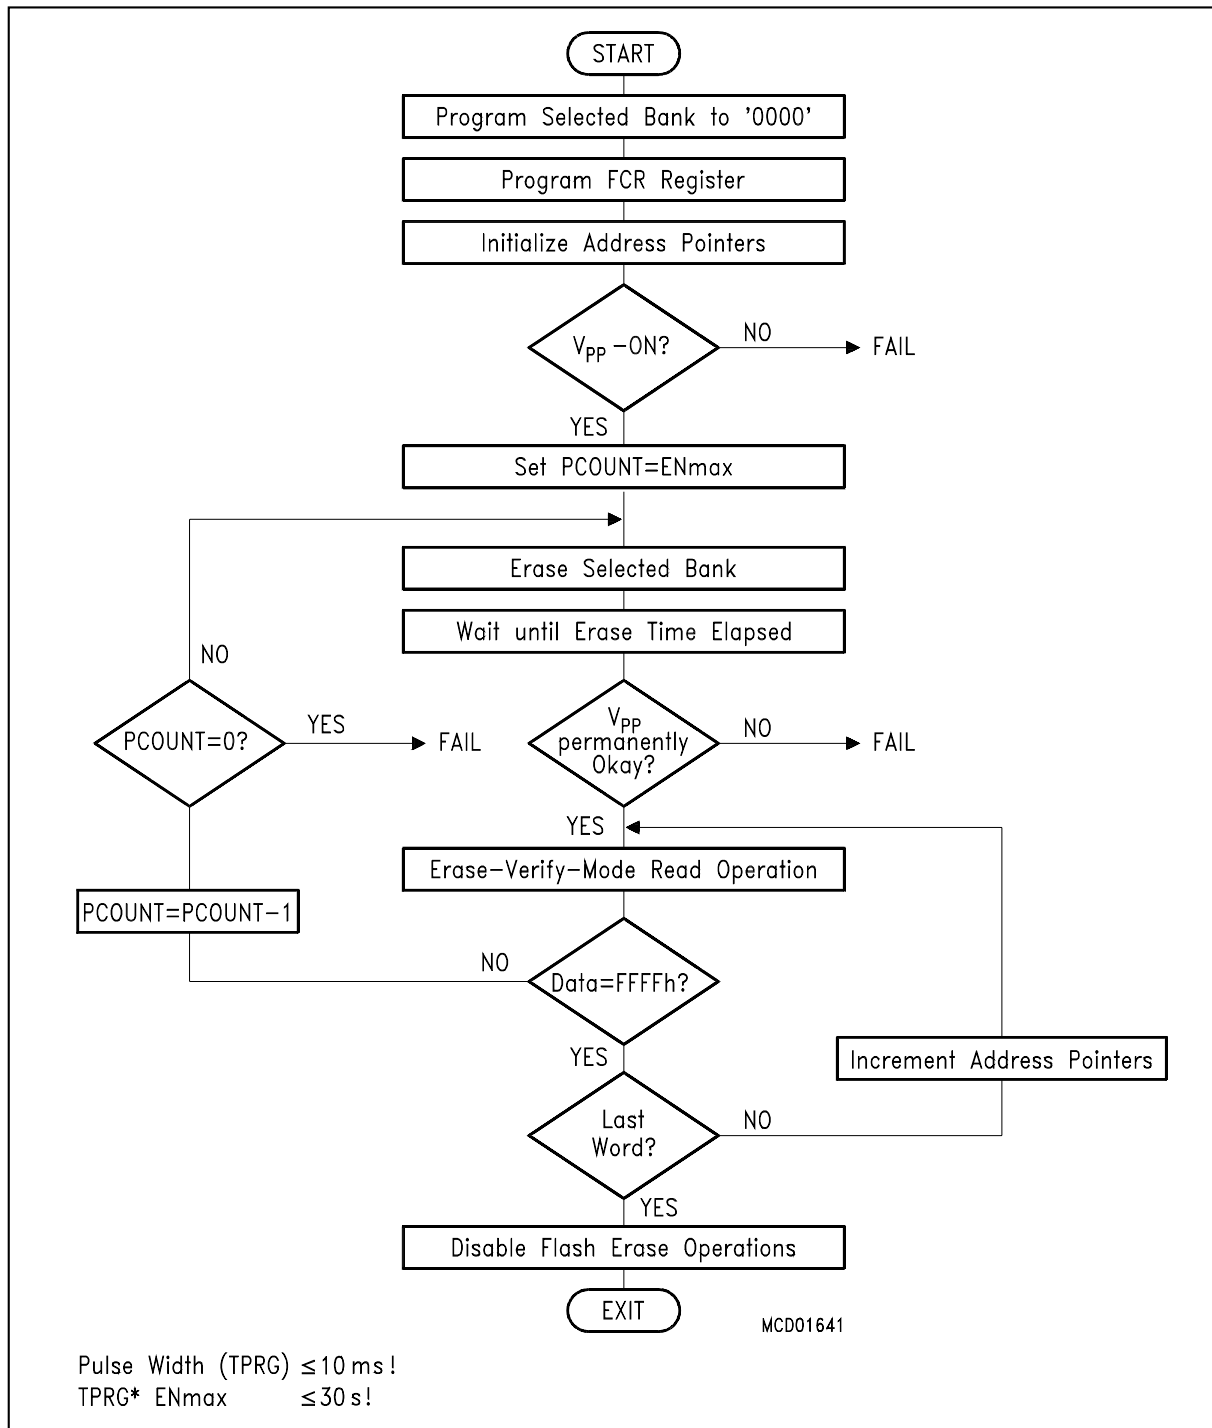 START
Program Selected Bank to '0000'
Program FCR Register
Initialize Address Pointers
VPP -ON?
NO
FAIL
YES
Set PCOUNT=ENmax
Erase Selected Bank
Wait until Erase Time Elapsed
NO
PCOUNT=0?
YES
FAIL
VPP
permanently
Okay?
NO
FAIL
YES
Erase-Verify-Mode Read Operation
PCOUNT=PCOUNT-1
NO
Data=FFFFh?
YES
Increment Address Pointers
Last
Word?
NO
YES
Disable Flash Erase Operations
EXIT
MCD01641
Pulse Width (TPRG) ≤10 ms!
TPRG* ENmax ≤30 s!